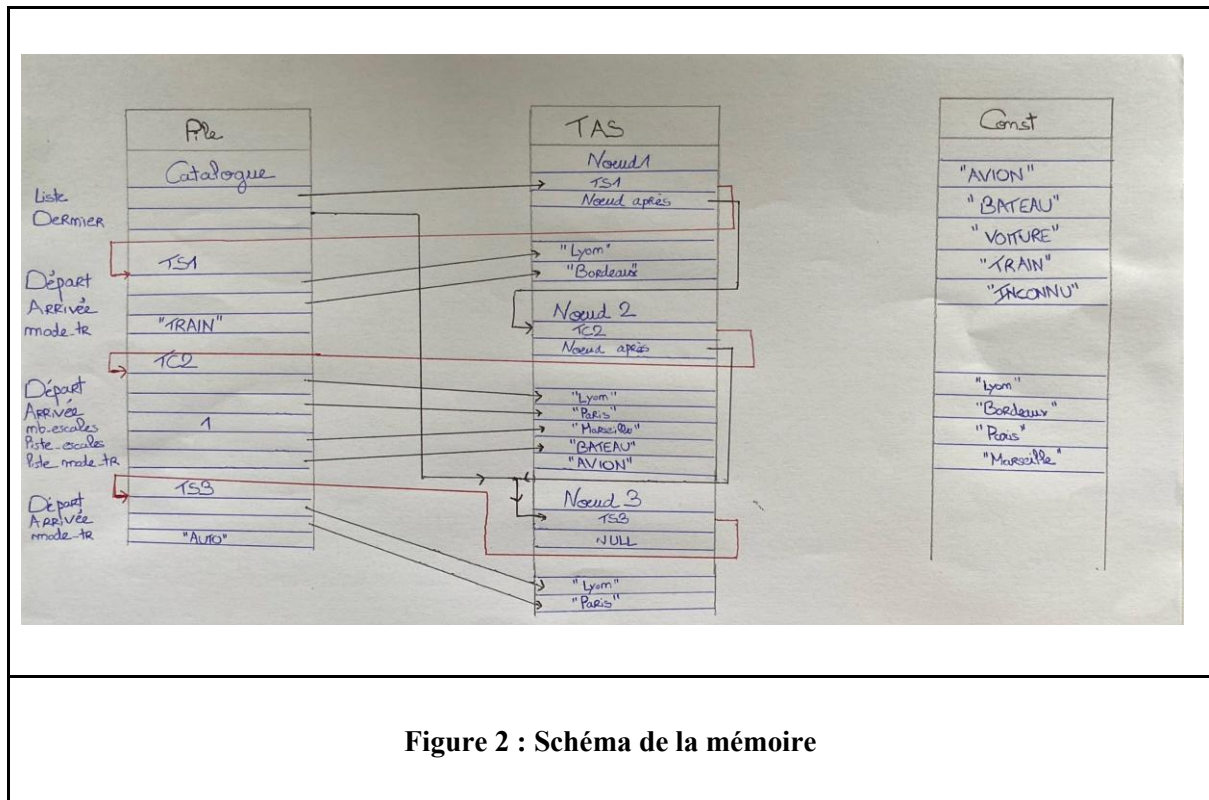 Pile
Catalogue
Liste
Dernier
TS1
Départ
Arrivée
mode_tr
"TRAIN"
TC2
Départ
Arrivée
nb-escales
1
liste_escales
liste_mode_tr
TS3
Départ
Arrivée
mode_tr
"AUTO"
TAS
Noeud1
TS1
Noeud après
"Lyon"
"Bordeaux"
Noeud 2
TC2
Noeud après
"Lyon"
"Paris"
"Marseille"
"BATEAU"
"AVION"
Noeud 3
TS3
NULL
"Lyon"
"Paris"
Const
"AVION"
"BATEAU"
"VOITURE"
"TRAIN"
"INCONNU"
"Lyon"
"Bordeaux"
"Paris"
"Marseille"
Figure 2 : Schéma de la mémoire